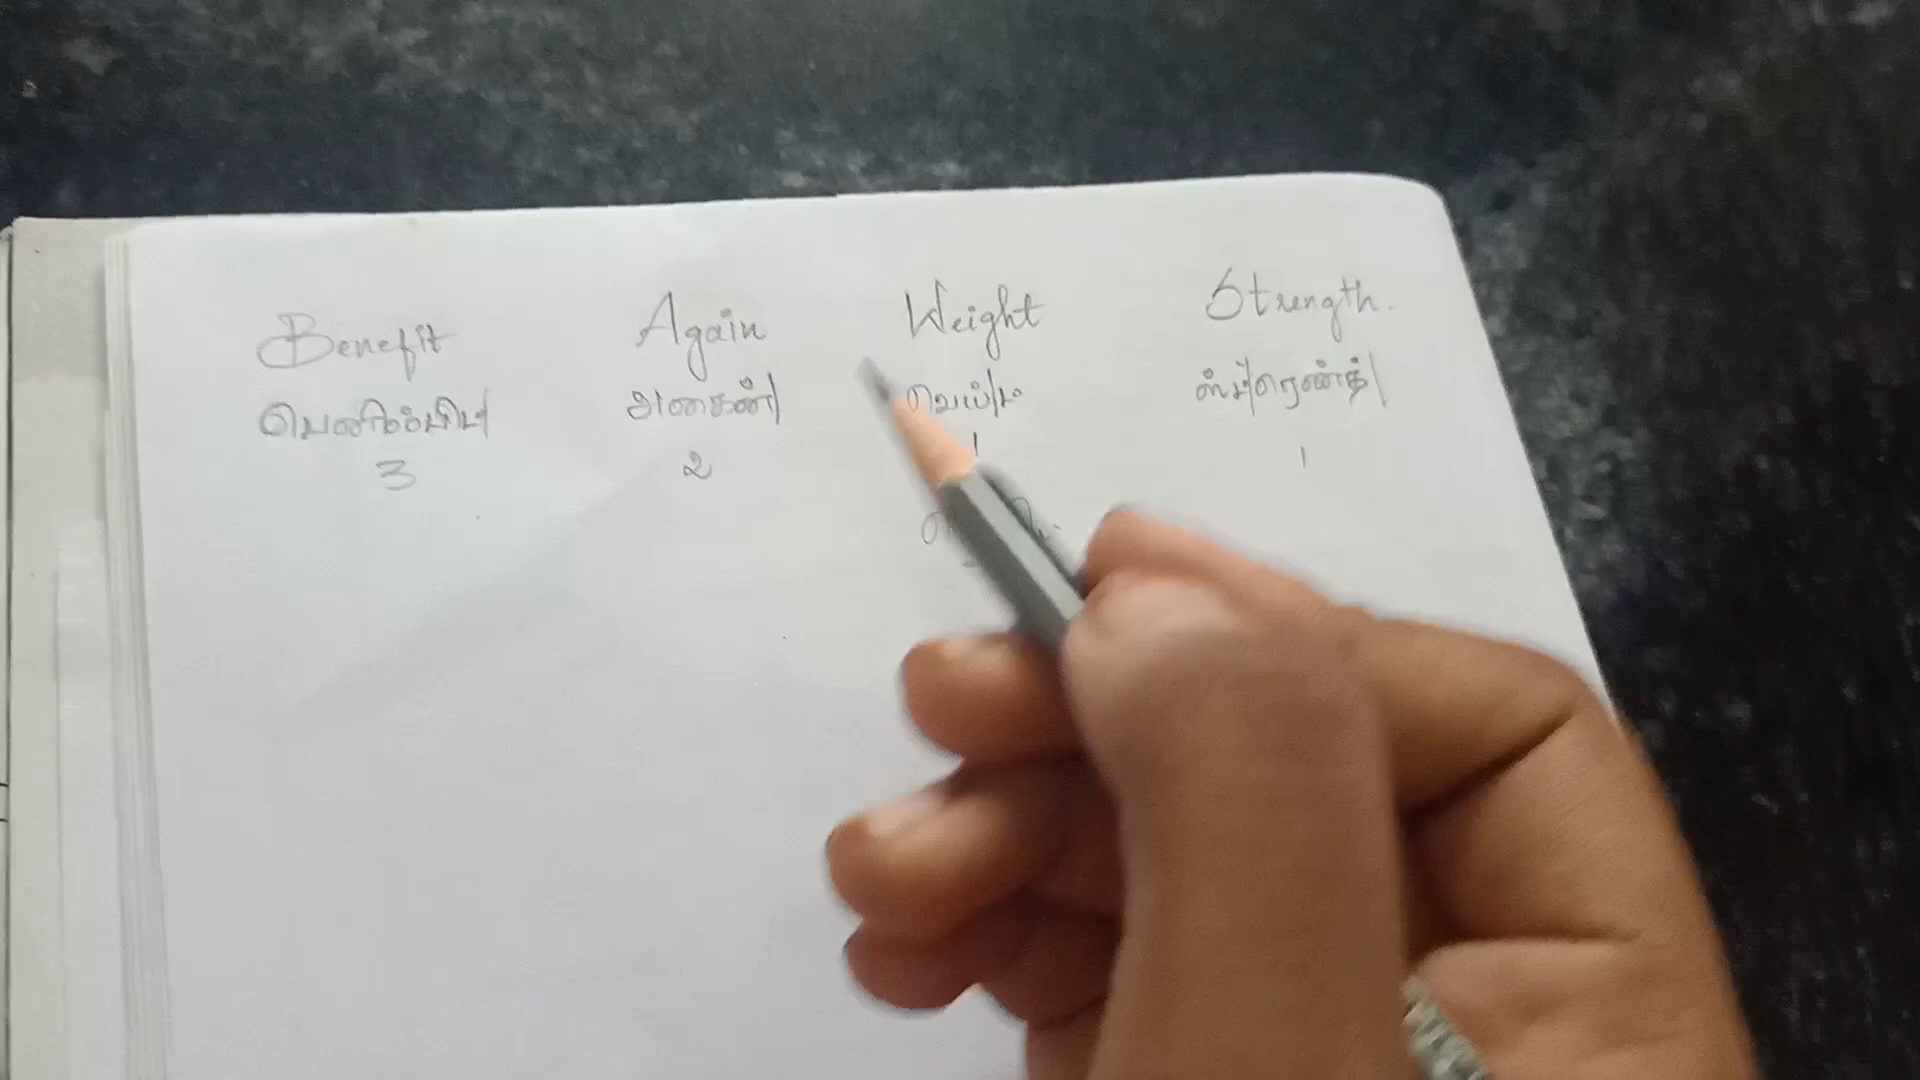 Benefit Again Weight Strength.
பெனிஃபிட் அகைன் வெய்ட் ஸ்ட்ரெண்த்
3 2 1 1